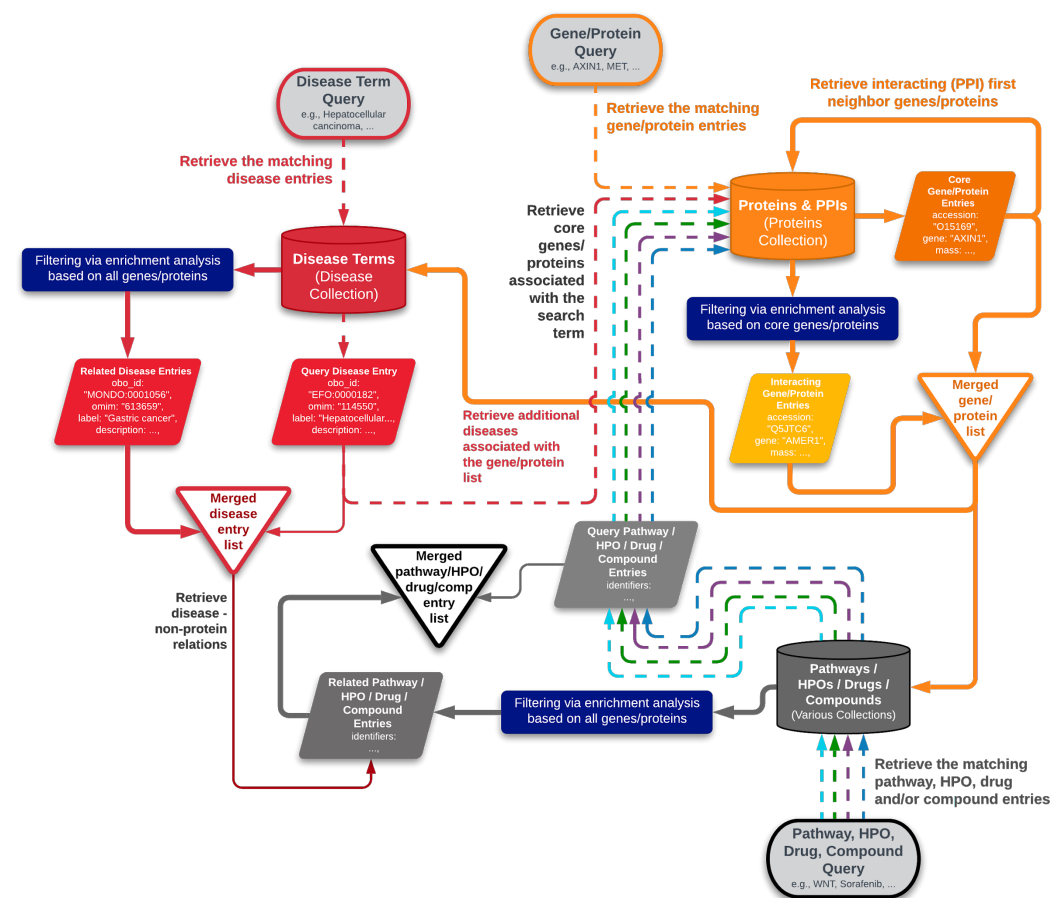 Gene/Protein
Query
e.g., AXIN1, MET, ...
Disease Term
Query
e.g., Hepatocellular
cancinoma, ...
Retrieve the matching
gene/protein entries
Retrieve interacting (PPI) first
neighbor genes/proteins
Retrieve the matching
disease entries
Proteins & PPIs
(Proteins
Collection)
Core
Gene/Protein
Entries
accession:
"O15169",
gene: "AXIN1",
mass: ...,
Retrieve
core
genes/
proteins
associated
with the
search
term
Filtering via enrichment analysis
based on all genes/proteins
Disease Terms
(Disease
Collection)
Filtering via enrichment analysis
based on core genes/proteins
Related Disease Entries
obo_id:
"MONDO:0001056",
omim: "613659",
label: "Gastric cancer",
description: ...,
Query Disease Entry
obo_id:
"EFO:0000182",
omim: "114550",
label: "Hepatocellular...,
description: ...,
Interacting
Gene/Protein
Entries
accession:
"Q5JTC6",
gene: "AMER1",
mass: ...,
Merged
gene/
protein
list
Retrieve additional
diseases
associated with
the gene/protein
list
Merged
disease
entry
list
Merged
pathway/HPO/
drug/comp
entry
list
Query Pathway /
HPO / Drug /
Compound
Entries
identifiers:
...,
Retrieve
disease -
non-protein
relations
Related Pathway /
HPO / Drug /
Compound
Entries
identifiers:
...,
Filtering via enrichment analysis
based on all genes/proteins
Pathways /
HPOs / Drugs /
Compounds
(Various Collections)
Retrieve the matching
pathway, HPO, drug
and/or compound entries
Pathway, HPO,
Drug, Compound
Query
e.g., WNT, Sorafenib, ...